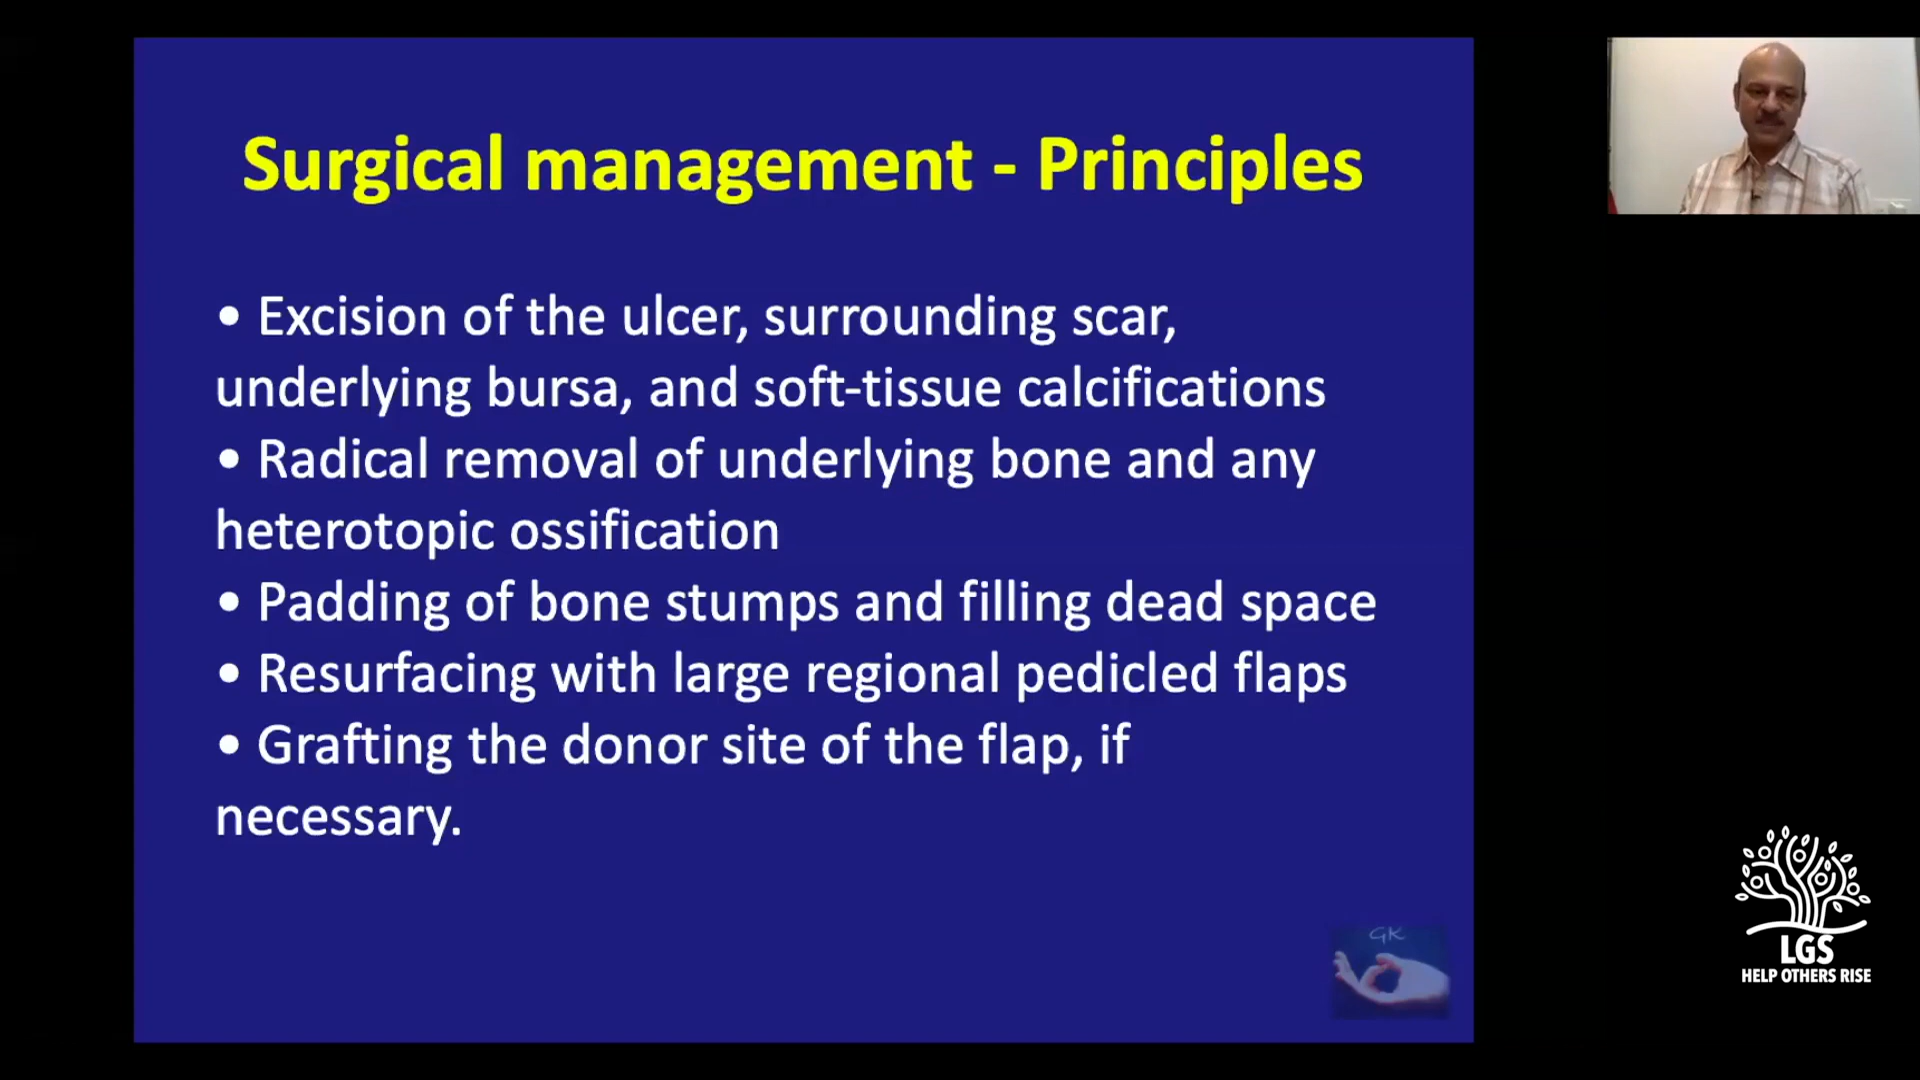 Surgical management - Principles
• Excision of the ulcer, surrounding scar,
underlying bursa, and soft-tissue calcifications
• Radical removal of underlying bone and any
heterotopic ossification
• Padding of bone stumps and filling dead space
• Resurfacing with large regional pedicled flaps
• Grafting the donor site of the flap, if
necessary.
GK
LGS
HELP OTHERS RISE